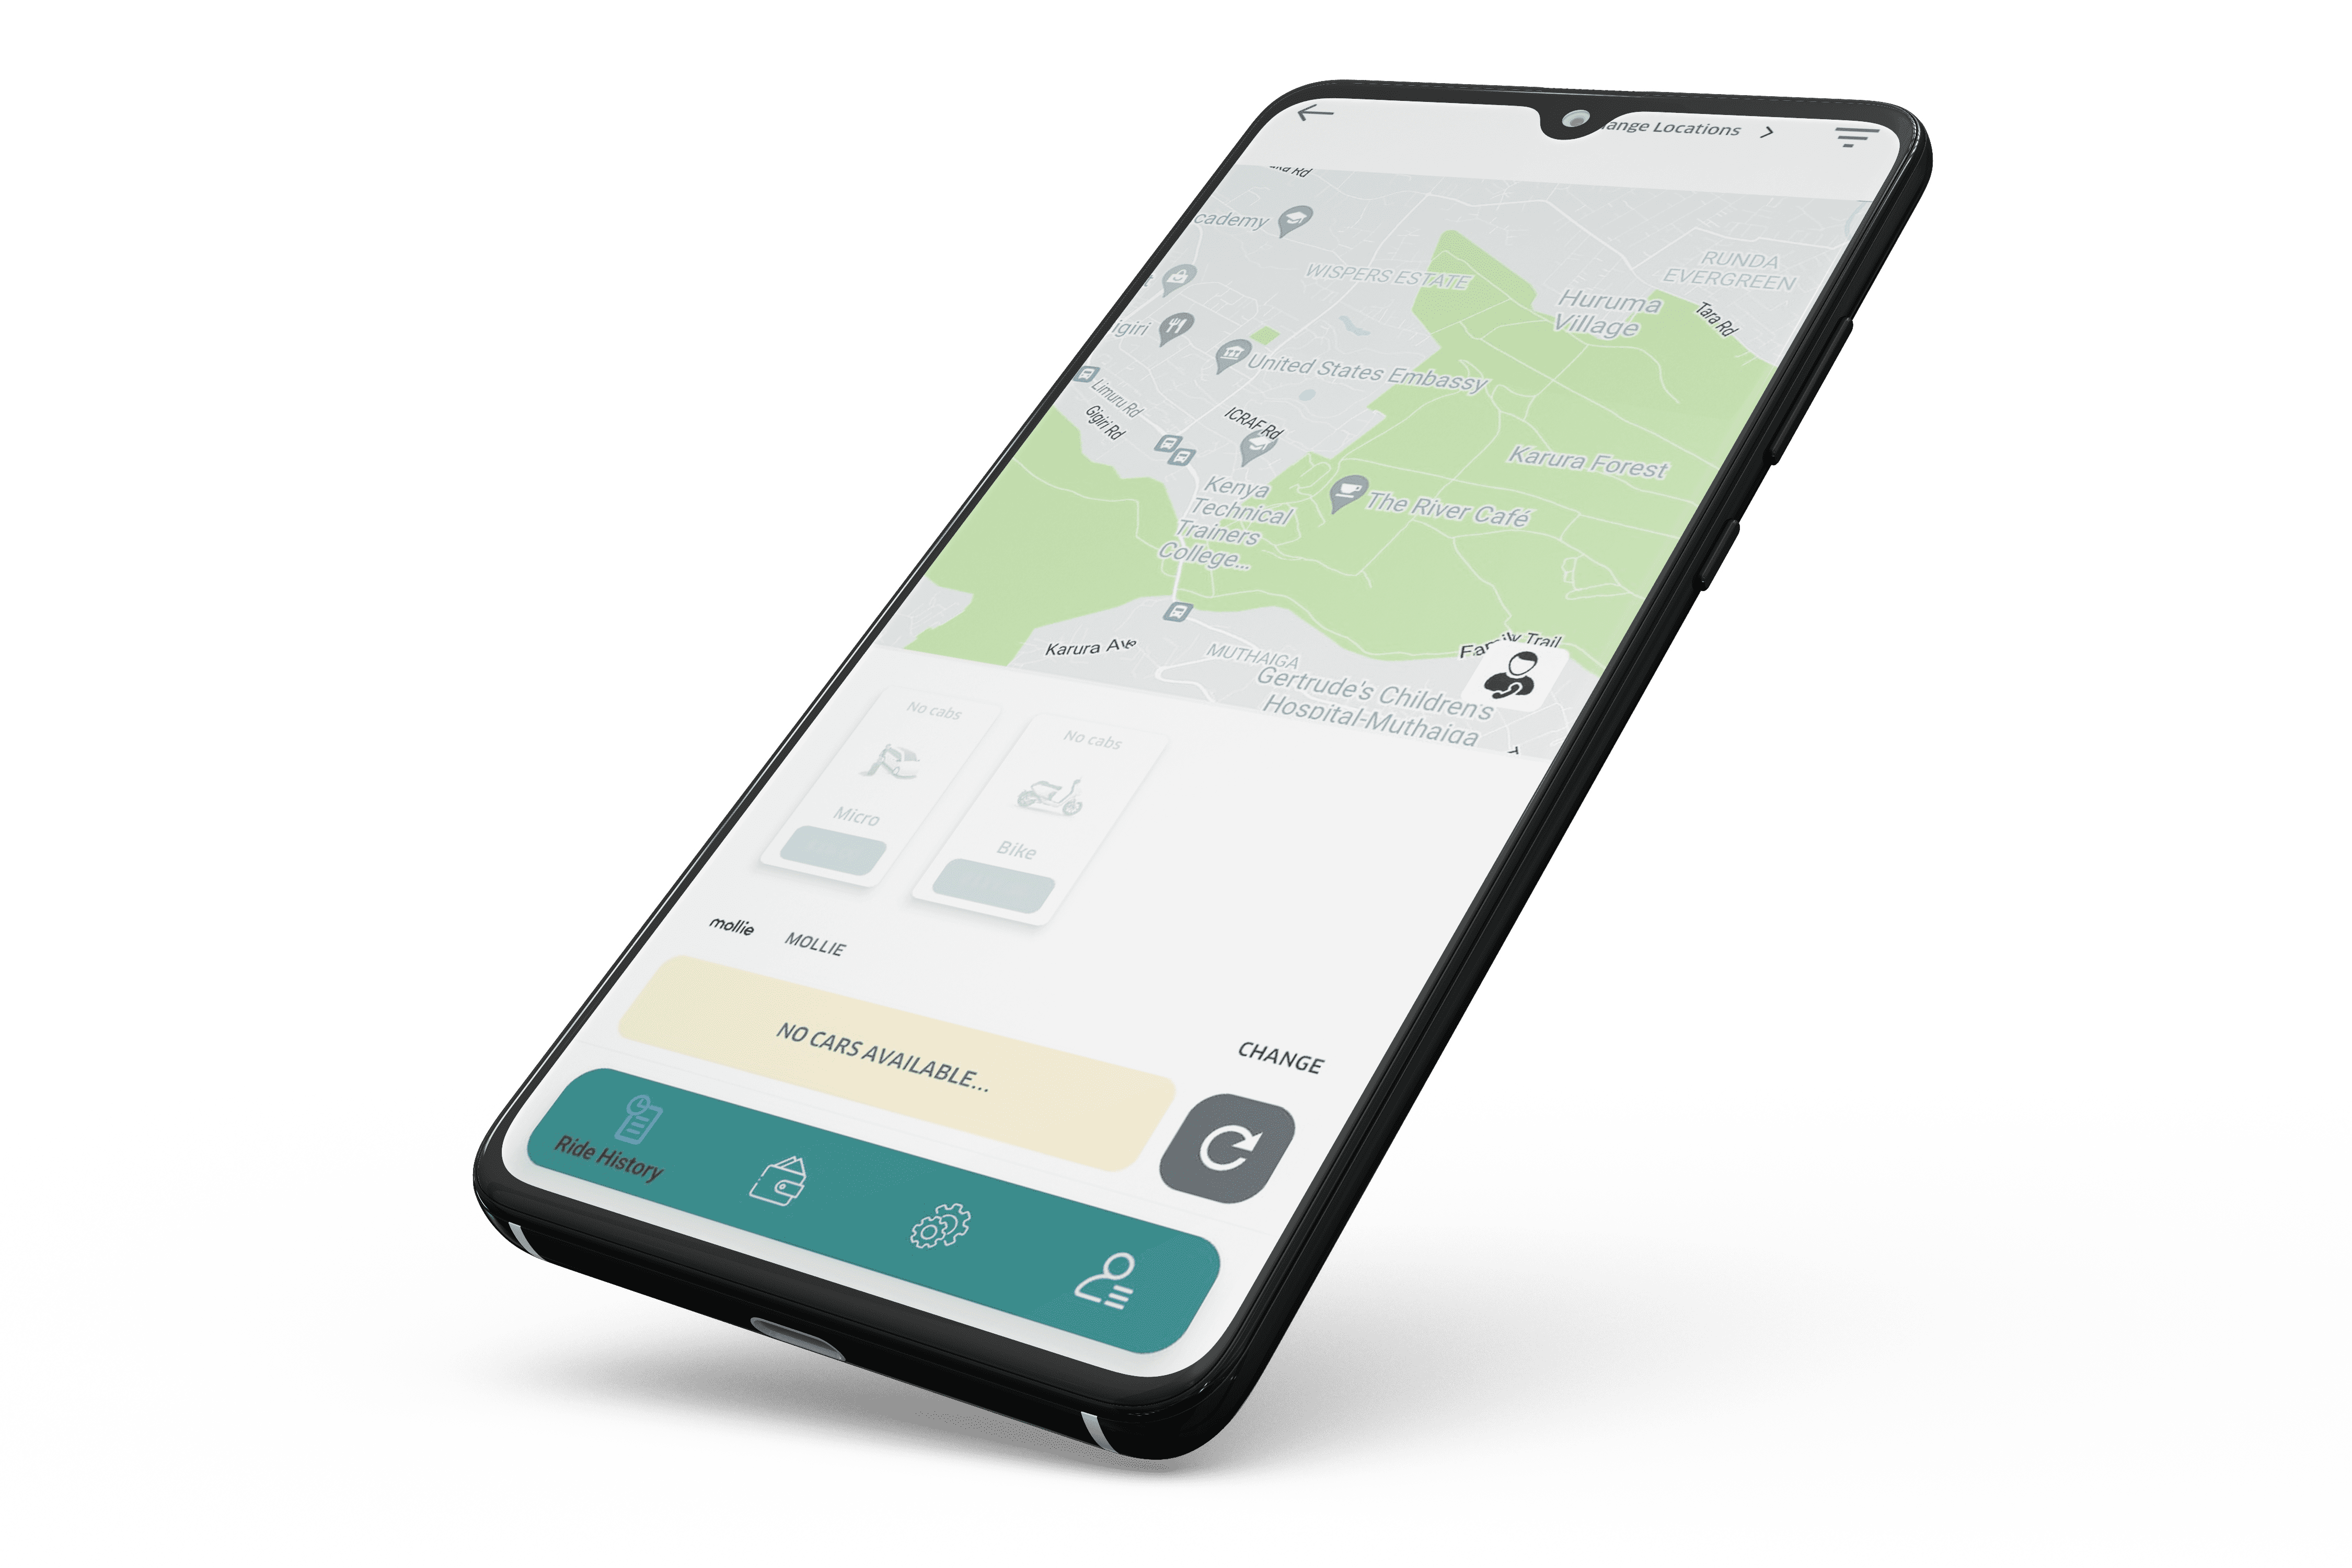 ange Locations
Rd
cademy
WISPERS ESTATE
RUNDA
EVERGREEN
Huruma
Village
Tara Rd
igiri
United States Embassy
Limuru Rd
Gigiri Rd
ICRAF Rd
Karura Forest
Kenya
Technical
Trainers
College...
The River Café
Karura Ave
MUTHAIGA
Family Trail
Gertrude's Children's
Hospital-Muthaiga
No cabs
No cabs
Micro
Bike
mollie
MOLLIE
CHANGE
NO CARS AVAILABLE...
Ride History